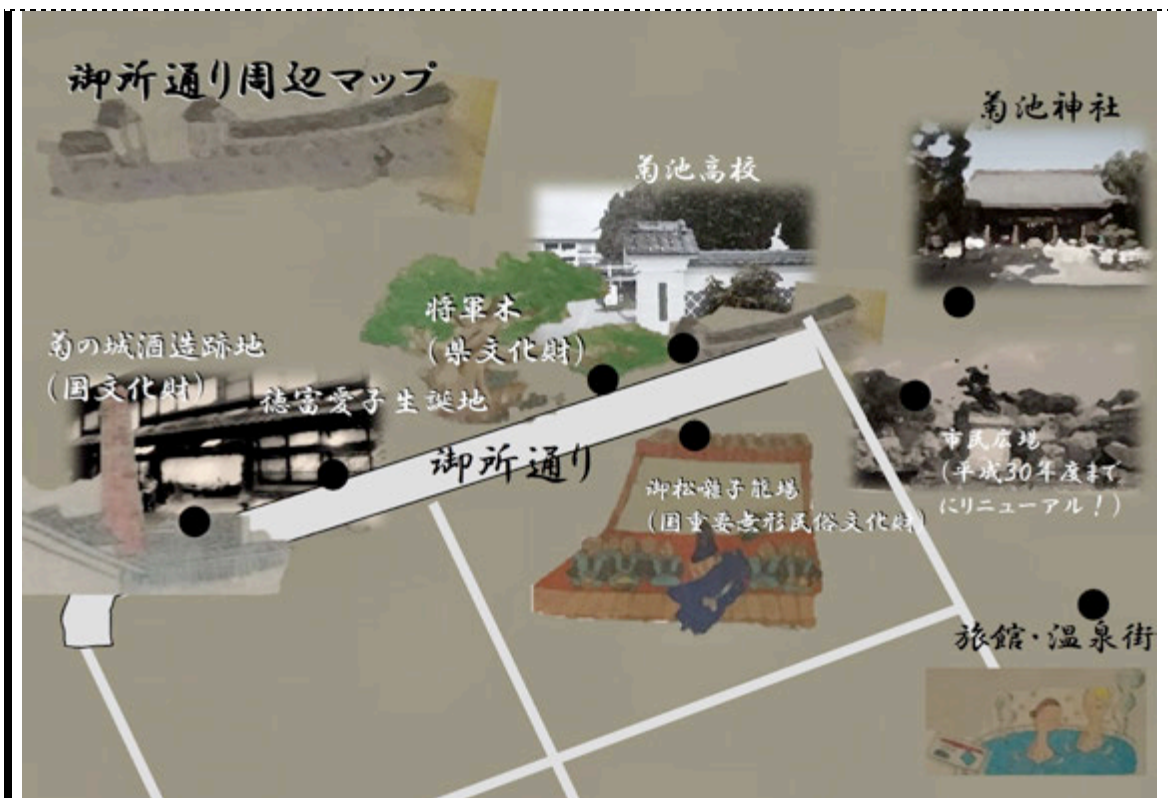 御所通り周辺マップ
菊池神社
菊池高校
将軍木
(県文化財)
菊の城酒造跡地
(国文化財)
徳富愛子生誕地
御所通り
市民広場
(平成30年度まで
にリニューアル!)
御松囃子能場
(国重要無形民俗文化財)
旅館・温泉街